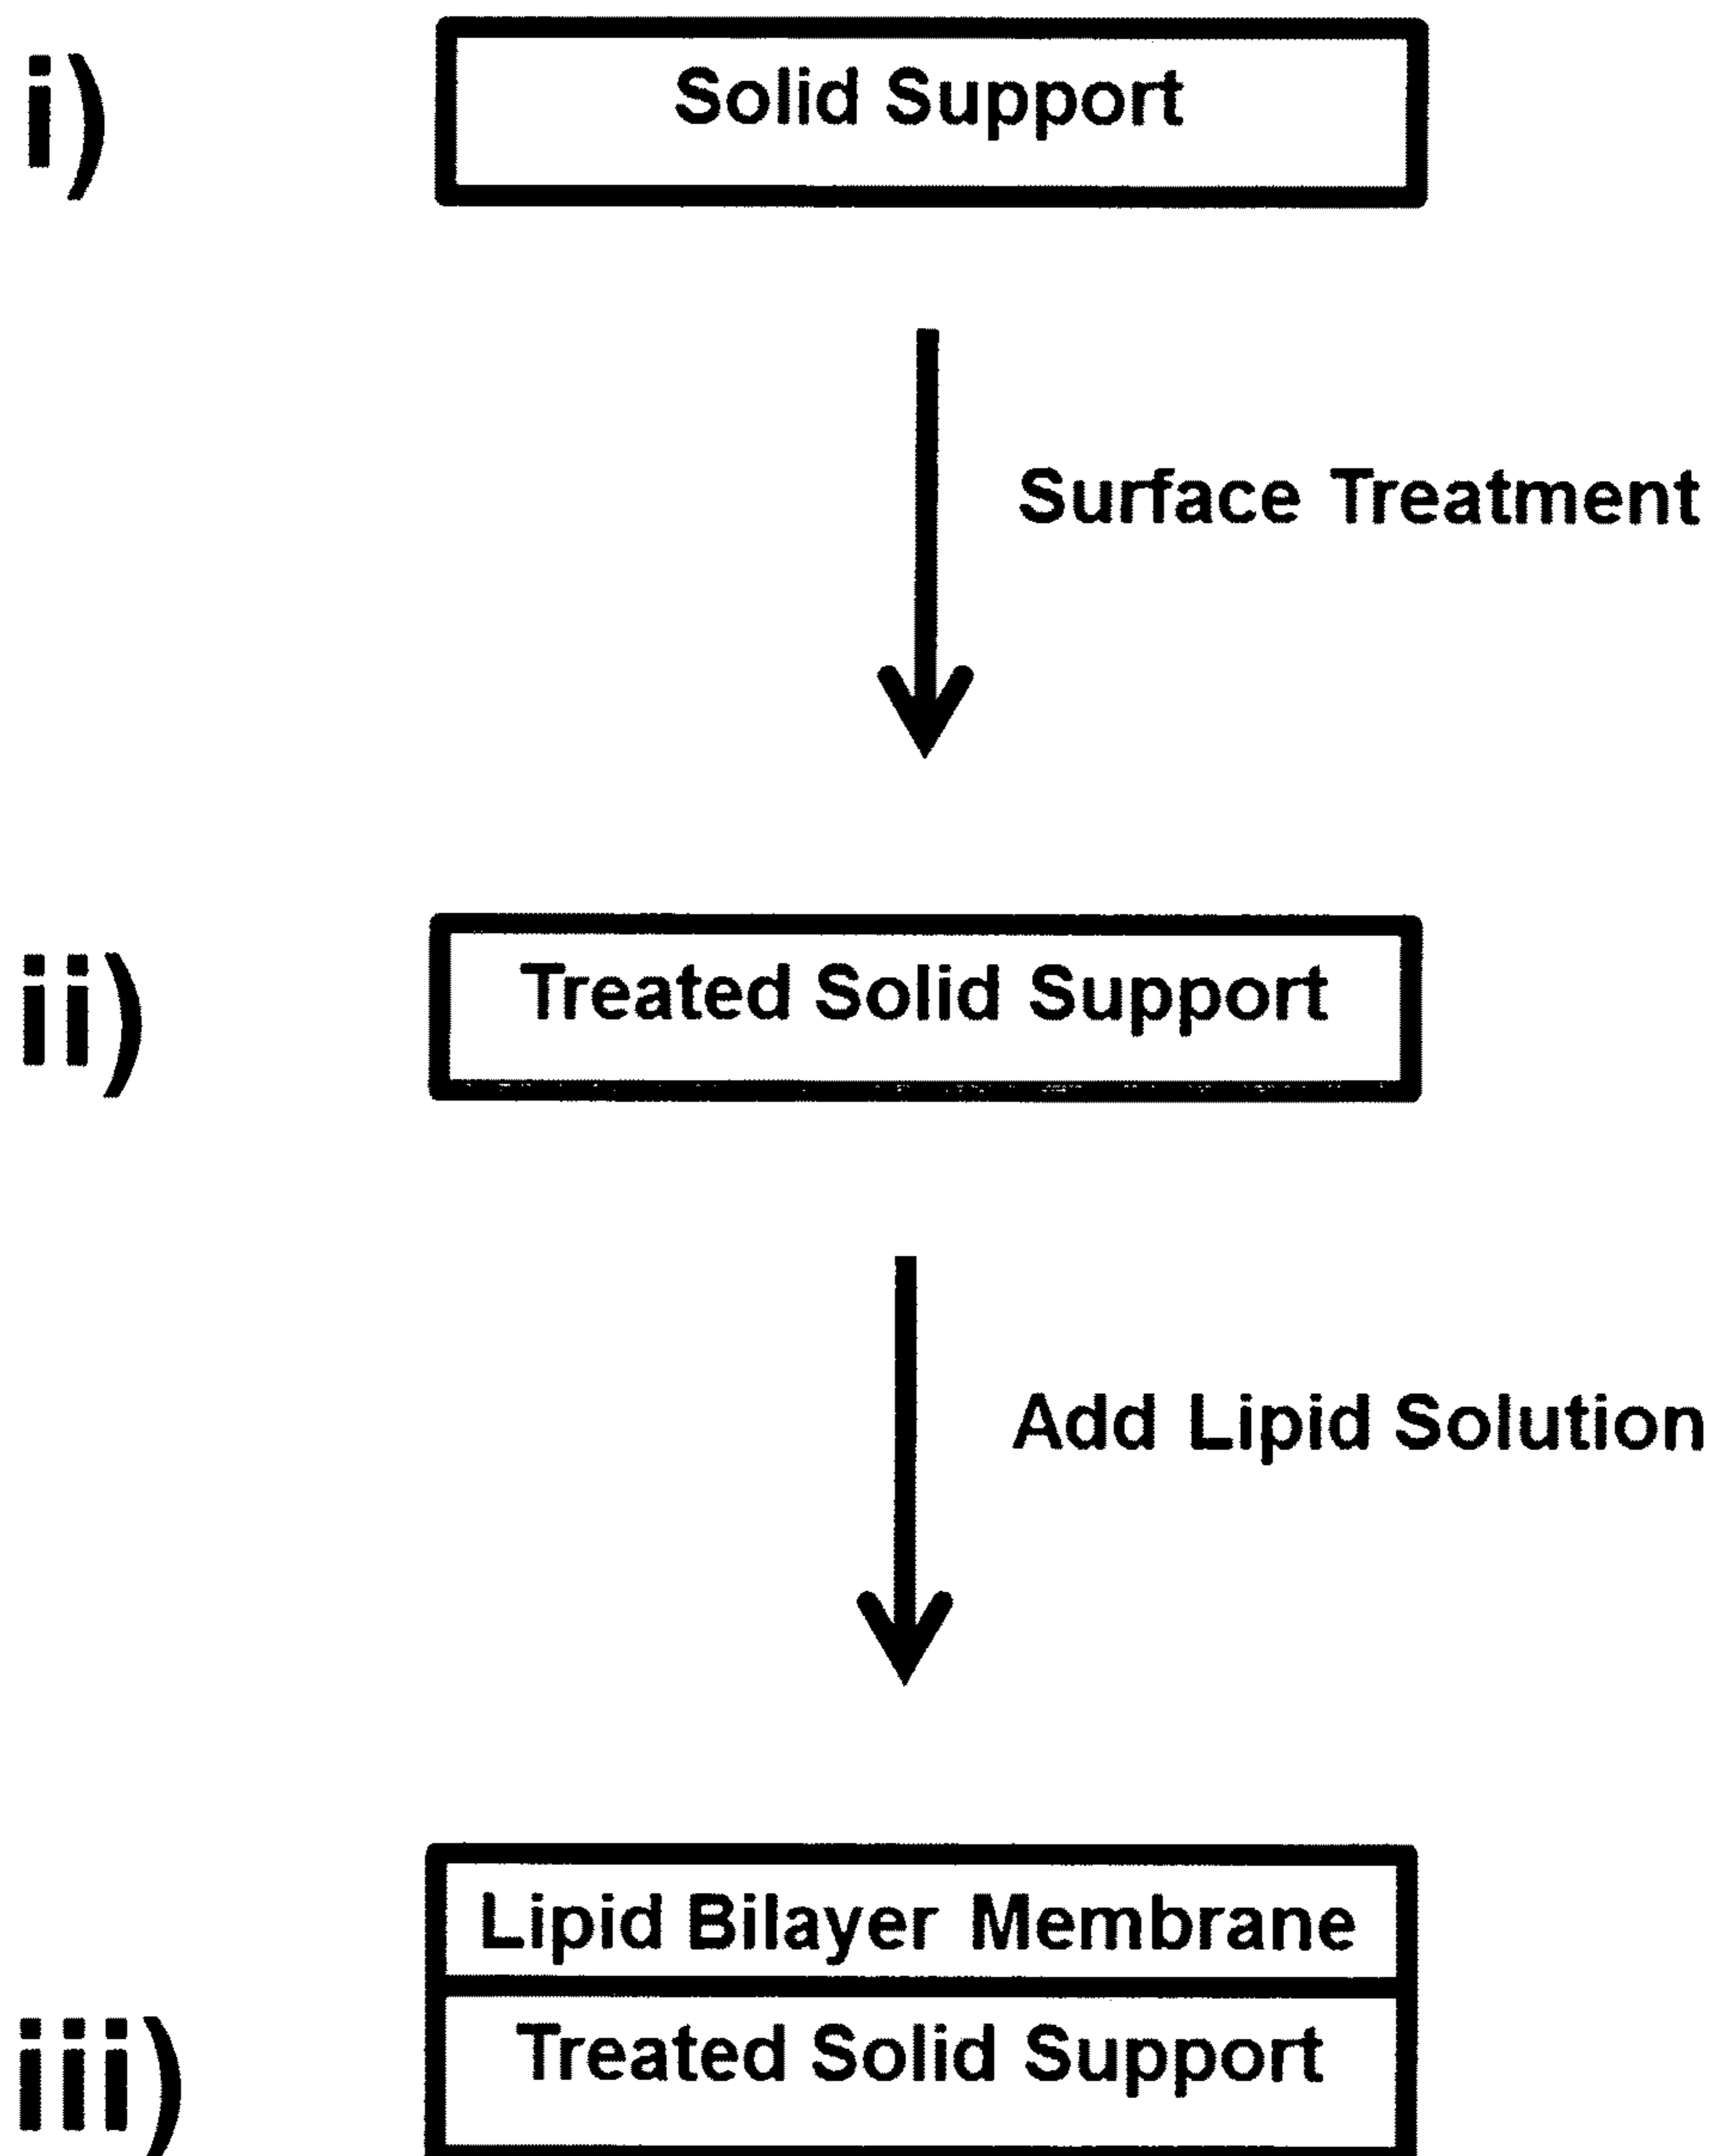 i)
Solid Support
Surface Treatment
ii)
Treated Solid Support
Add Lipid Solution
Lipid Bilayer Membrane
iii)
Treated Solid Support